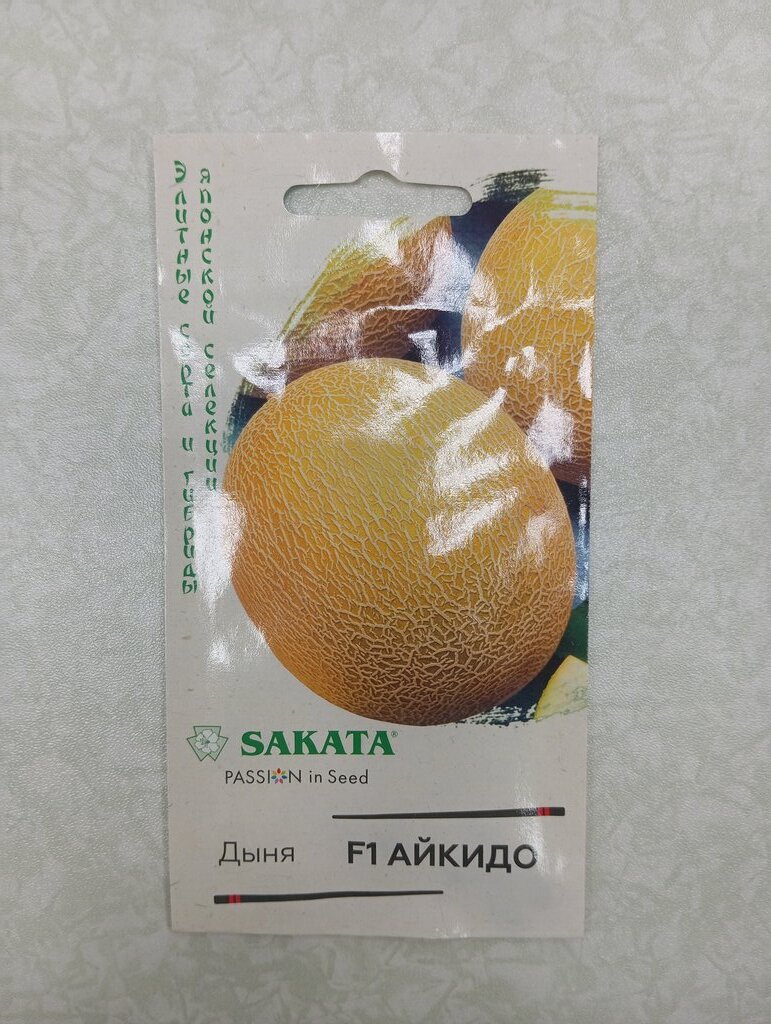 Элитные сорта и гибриды
японской селекции
SAKATA®
PASSION in Seed
Дыня
F1 АЙКИДО